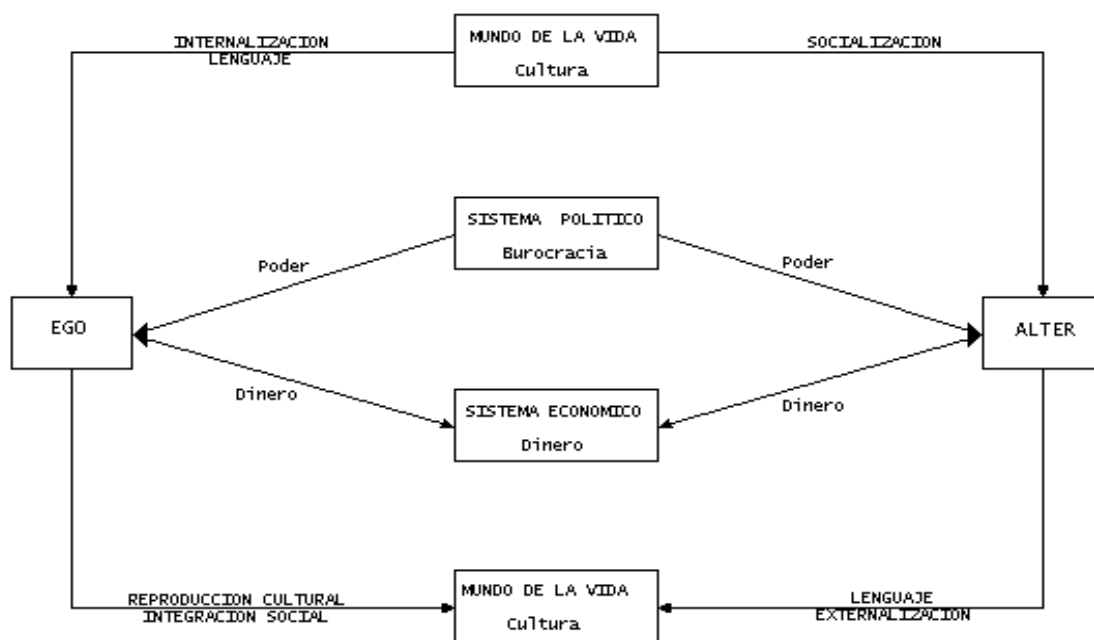 MUNDO DE LA VIDA
Cultura
INTERNALIZACION
LENGUAJE
SOCIALIZACION
SISTEMA POLITICO
Burocracia
Poder
Poder
EGO
ALTER
Dinero
Dinero
SISTEMA ECONOMICO
Dinero
REPRODUCCION CULTURAL
INTEGRACION SOCIAL
MUNDO DE LA VIDA
Cultura
LENGUAJE
EXTERNALIZACION